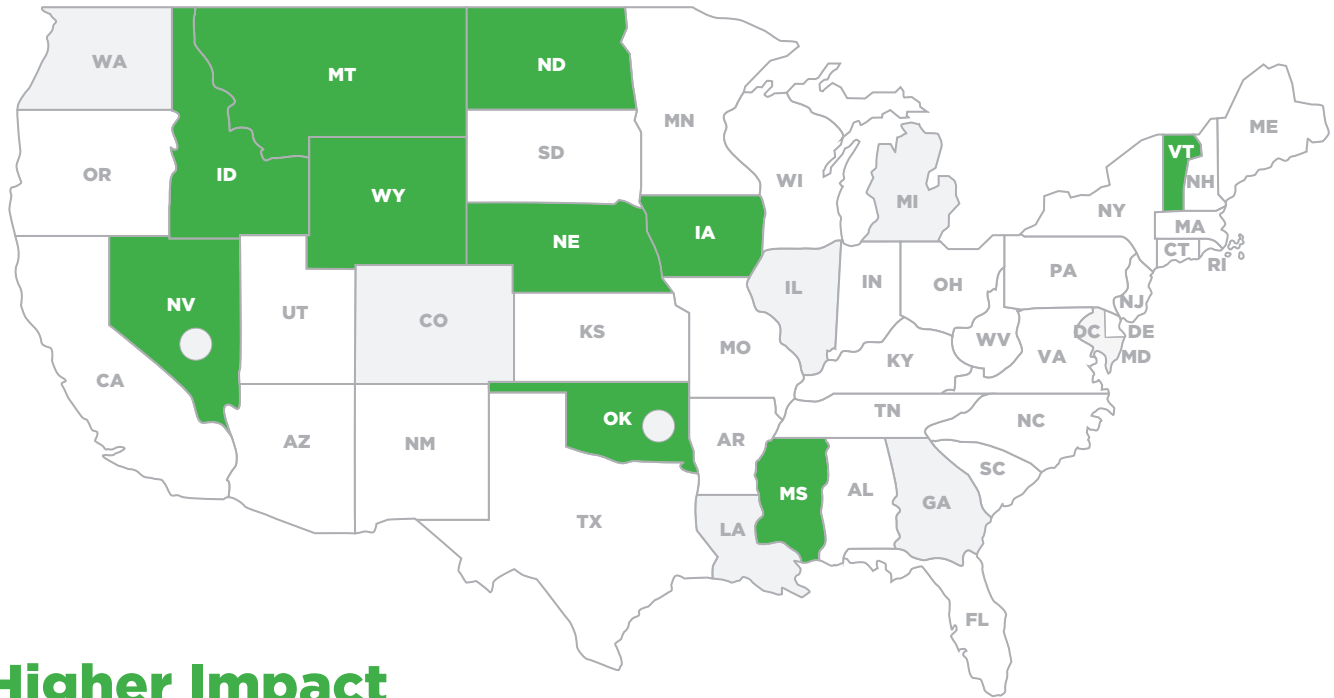 WA
MT
ND
MN
ME
OR
ID
SD
WI
VT
NH
WY
MI
NY
NE
IA
MA
CT
RI
NV
UT
CO
IL
IN
OH
PA
NJ
KS
MO
KY
WV
VA
DC
DE
MD
CA
AZ
NM
OK
AR
TN
NC
SC
TX
LA
MS
AL
GA
FL
Higher Impact